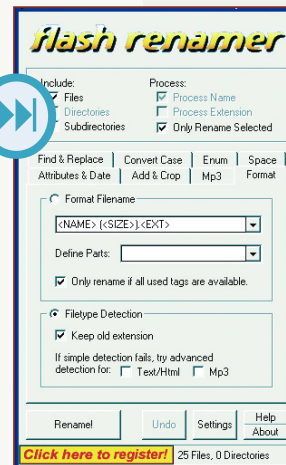 flash renamer
Include: Process:
Files Process Name
Directories Process Extension
Subdirectories Only Rename Selected
Find & Replace Convert Case Enum Space
Attributes & Date Add & Crop Mp3 Format
Format Filename
<NAME> (<SIZE>).<EXT>
Define Parts:
Only rename if all used tags are available.
Filetype Detection
Keep old extension
If simple detection fails, try advanced
detection for: Text/Html Mp3
Rename! Undo Settings Help
About
Click here to register! 25 Files, 0 Directories